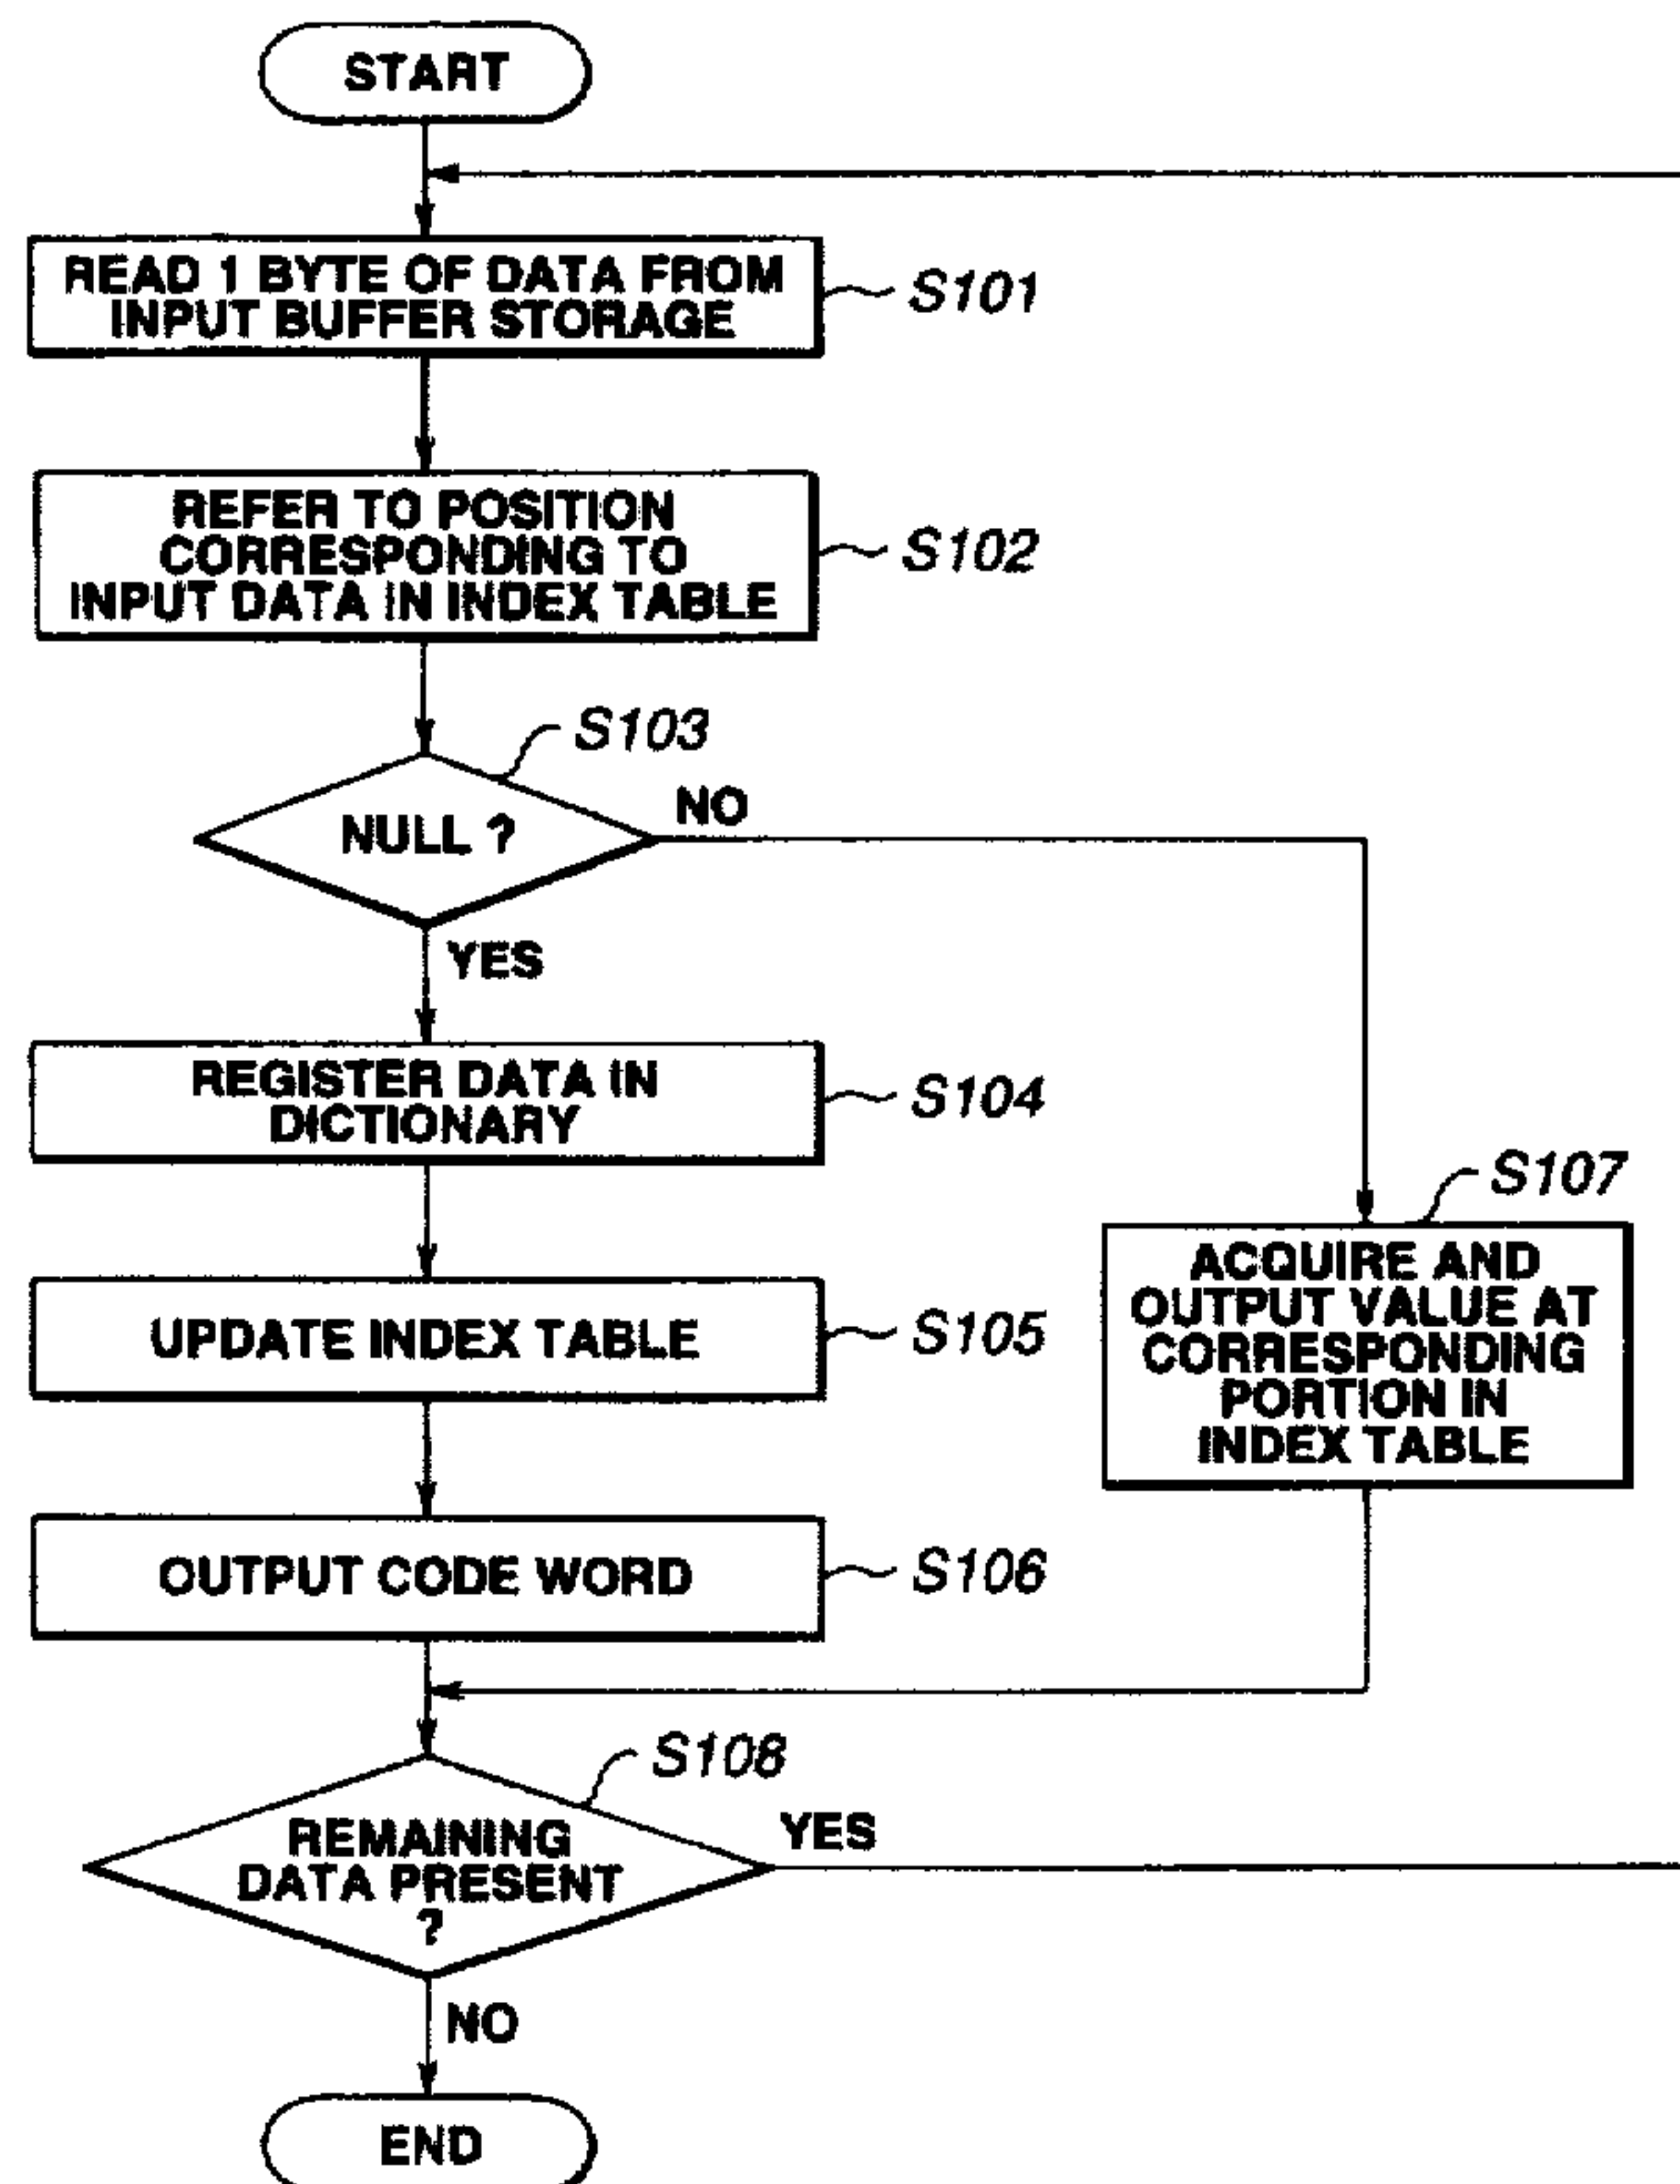 START
READ 1 BYTE OF DATA FROM
INPUT BUFFER STORAGE
S101
REFER TO POSITION
CORRESPONDING TO
INPUT DATA IN INDEX TABLE
S102
S103
NULL ?
NO
YES
REGISTER DATA IN
DICTIONARY
S104
UPDATE INDEX TABLE
S105
S107
ACQUIRE AND
OUTPUT VALUE AT
CORRESPONDING
PORTION IN
INDEX TABLE
OUTPUT CODE WORD
S106
S108
REMAINING
DATA PRESENT
?
YES
NO
END